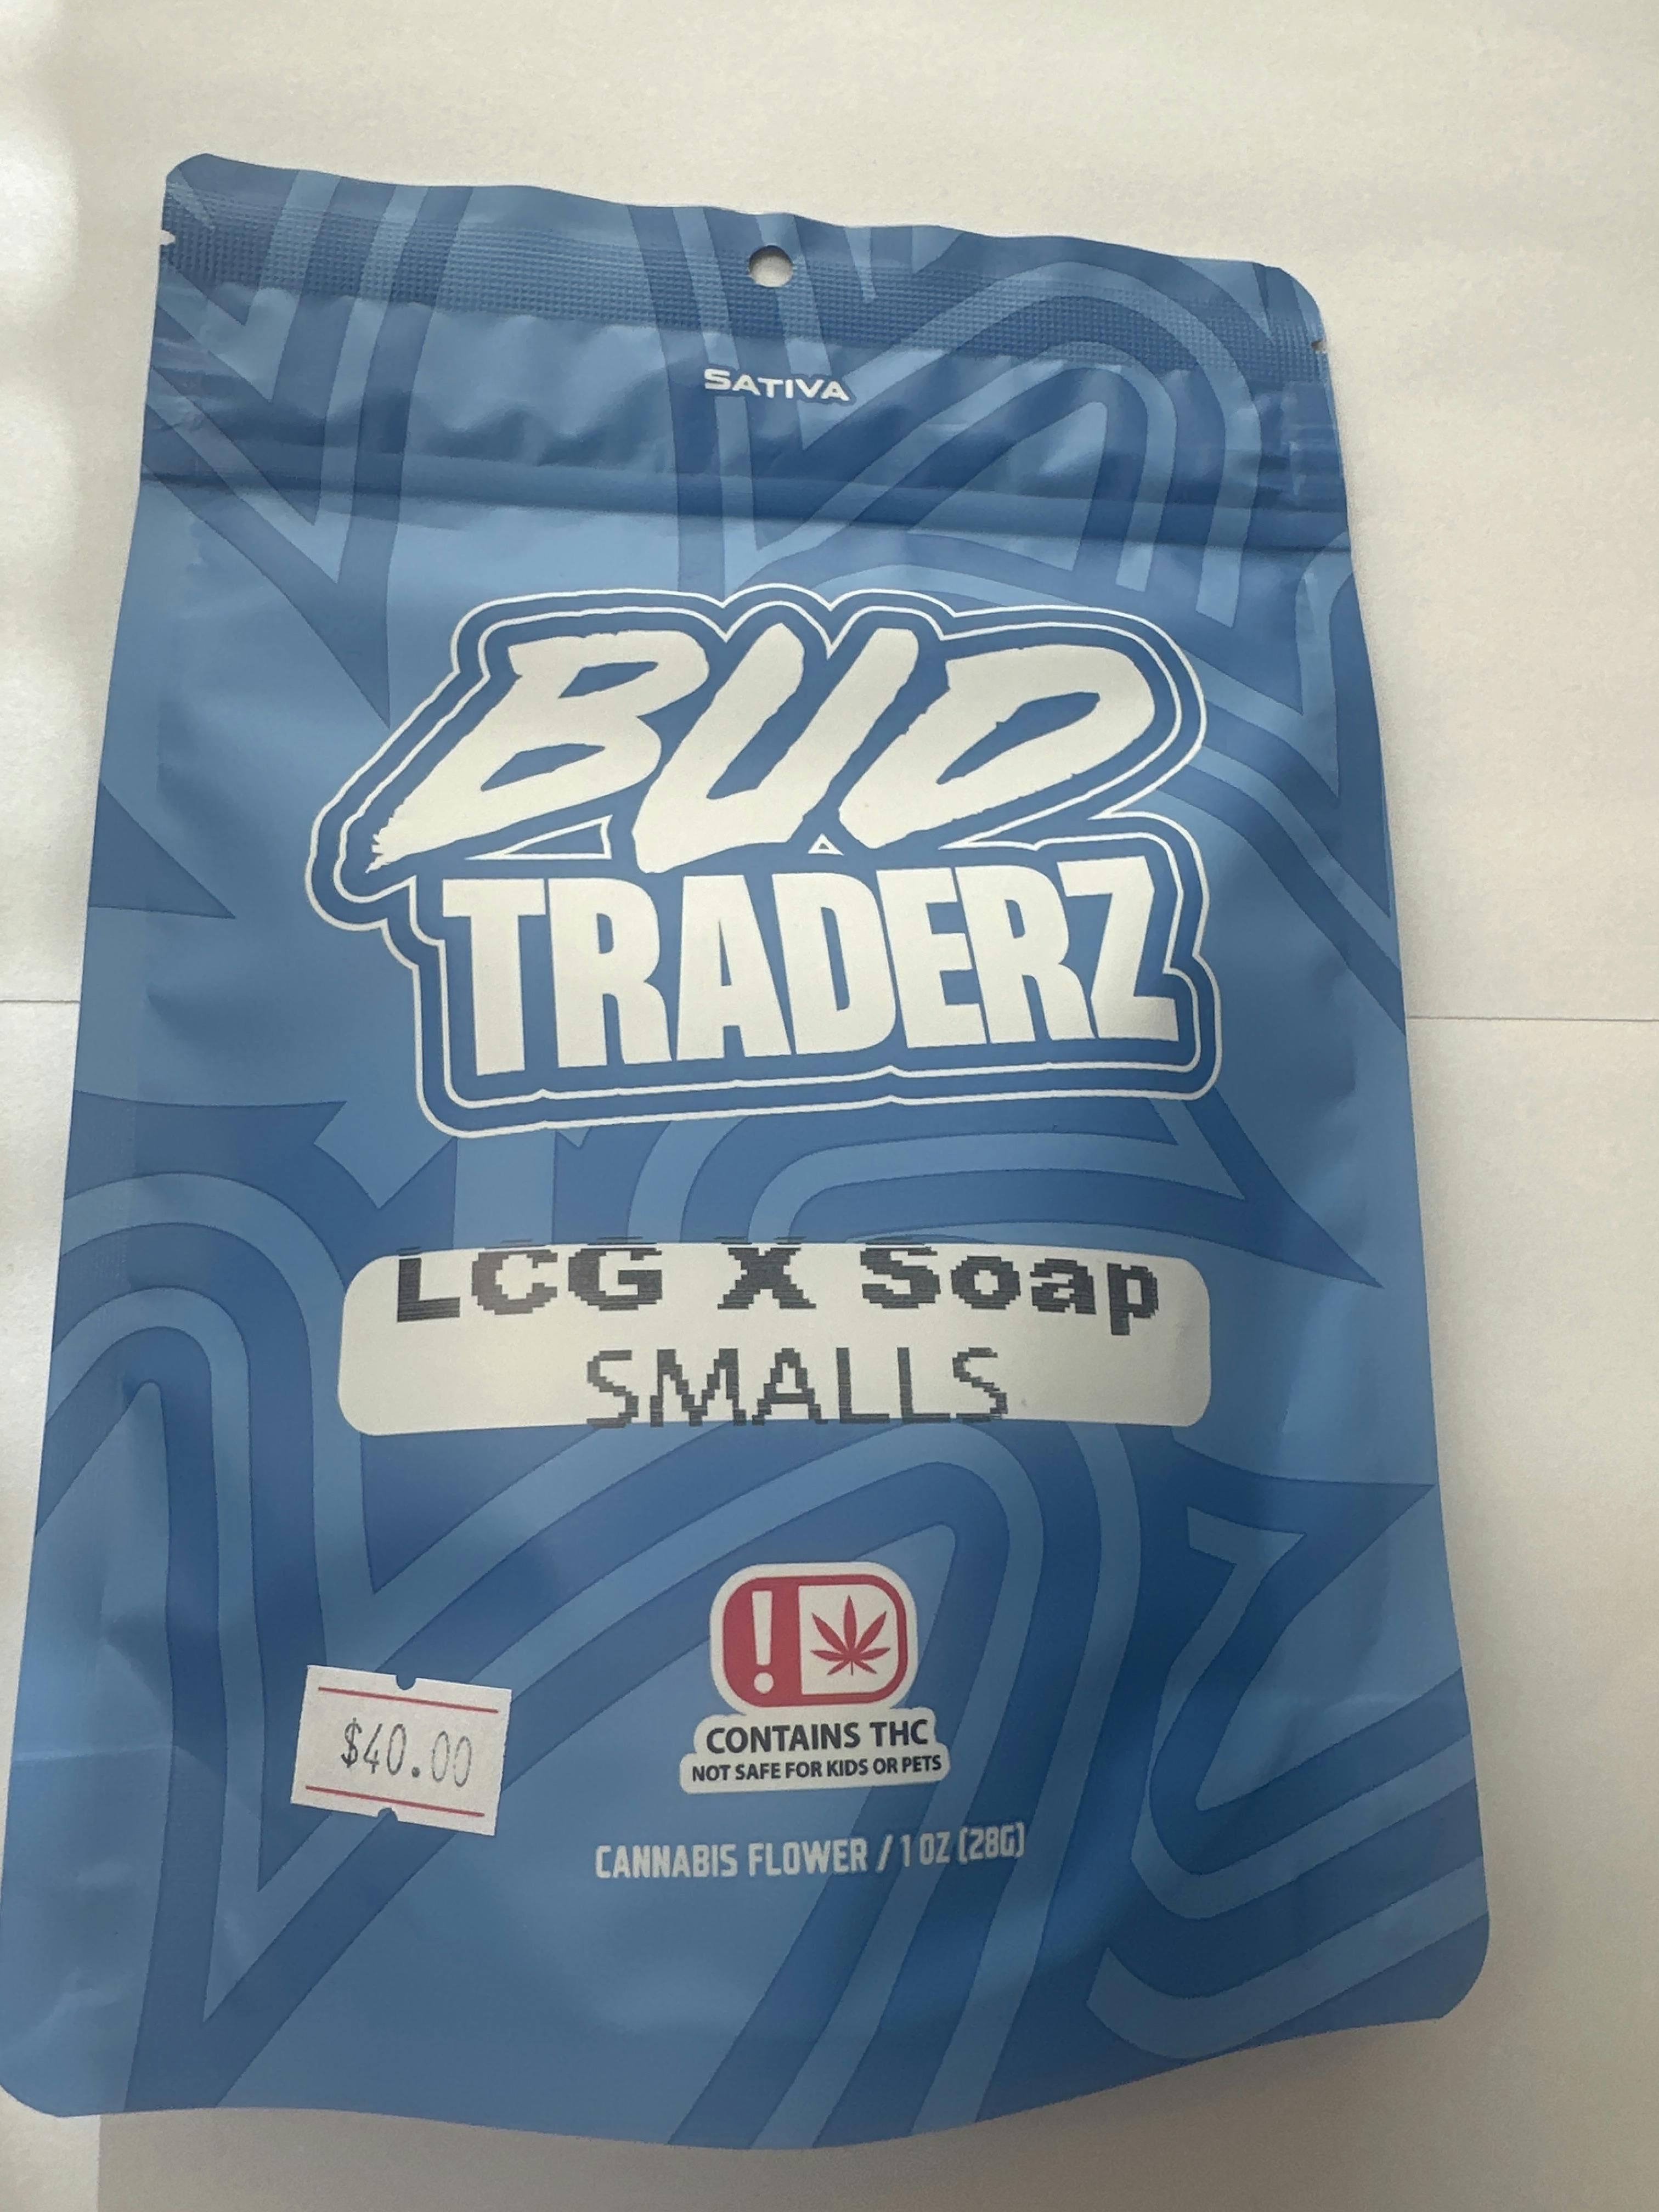 SATIVA
BUD
TRADERZ
LCG X Soap
SMALLS
!
CONTAINS THC
NOT SAFE FOR KIDS OR PETS
$40.00
CANNABIS FLOWER / 1 OZ (28G)